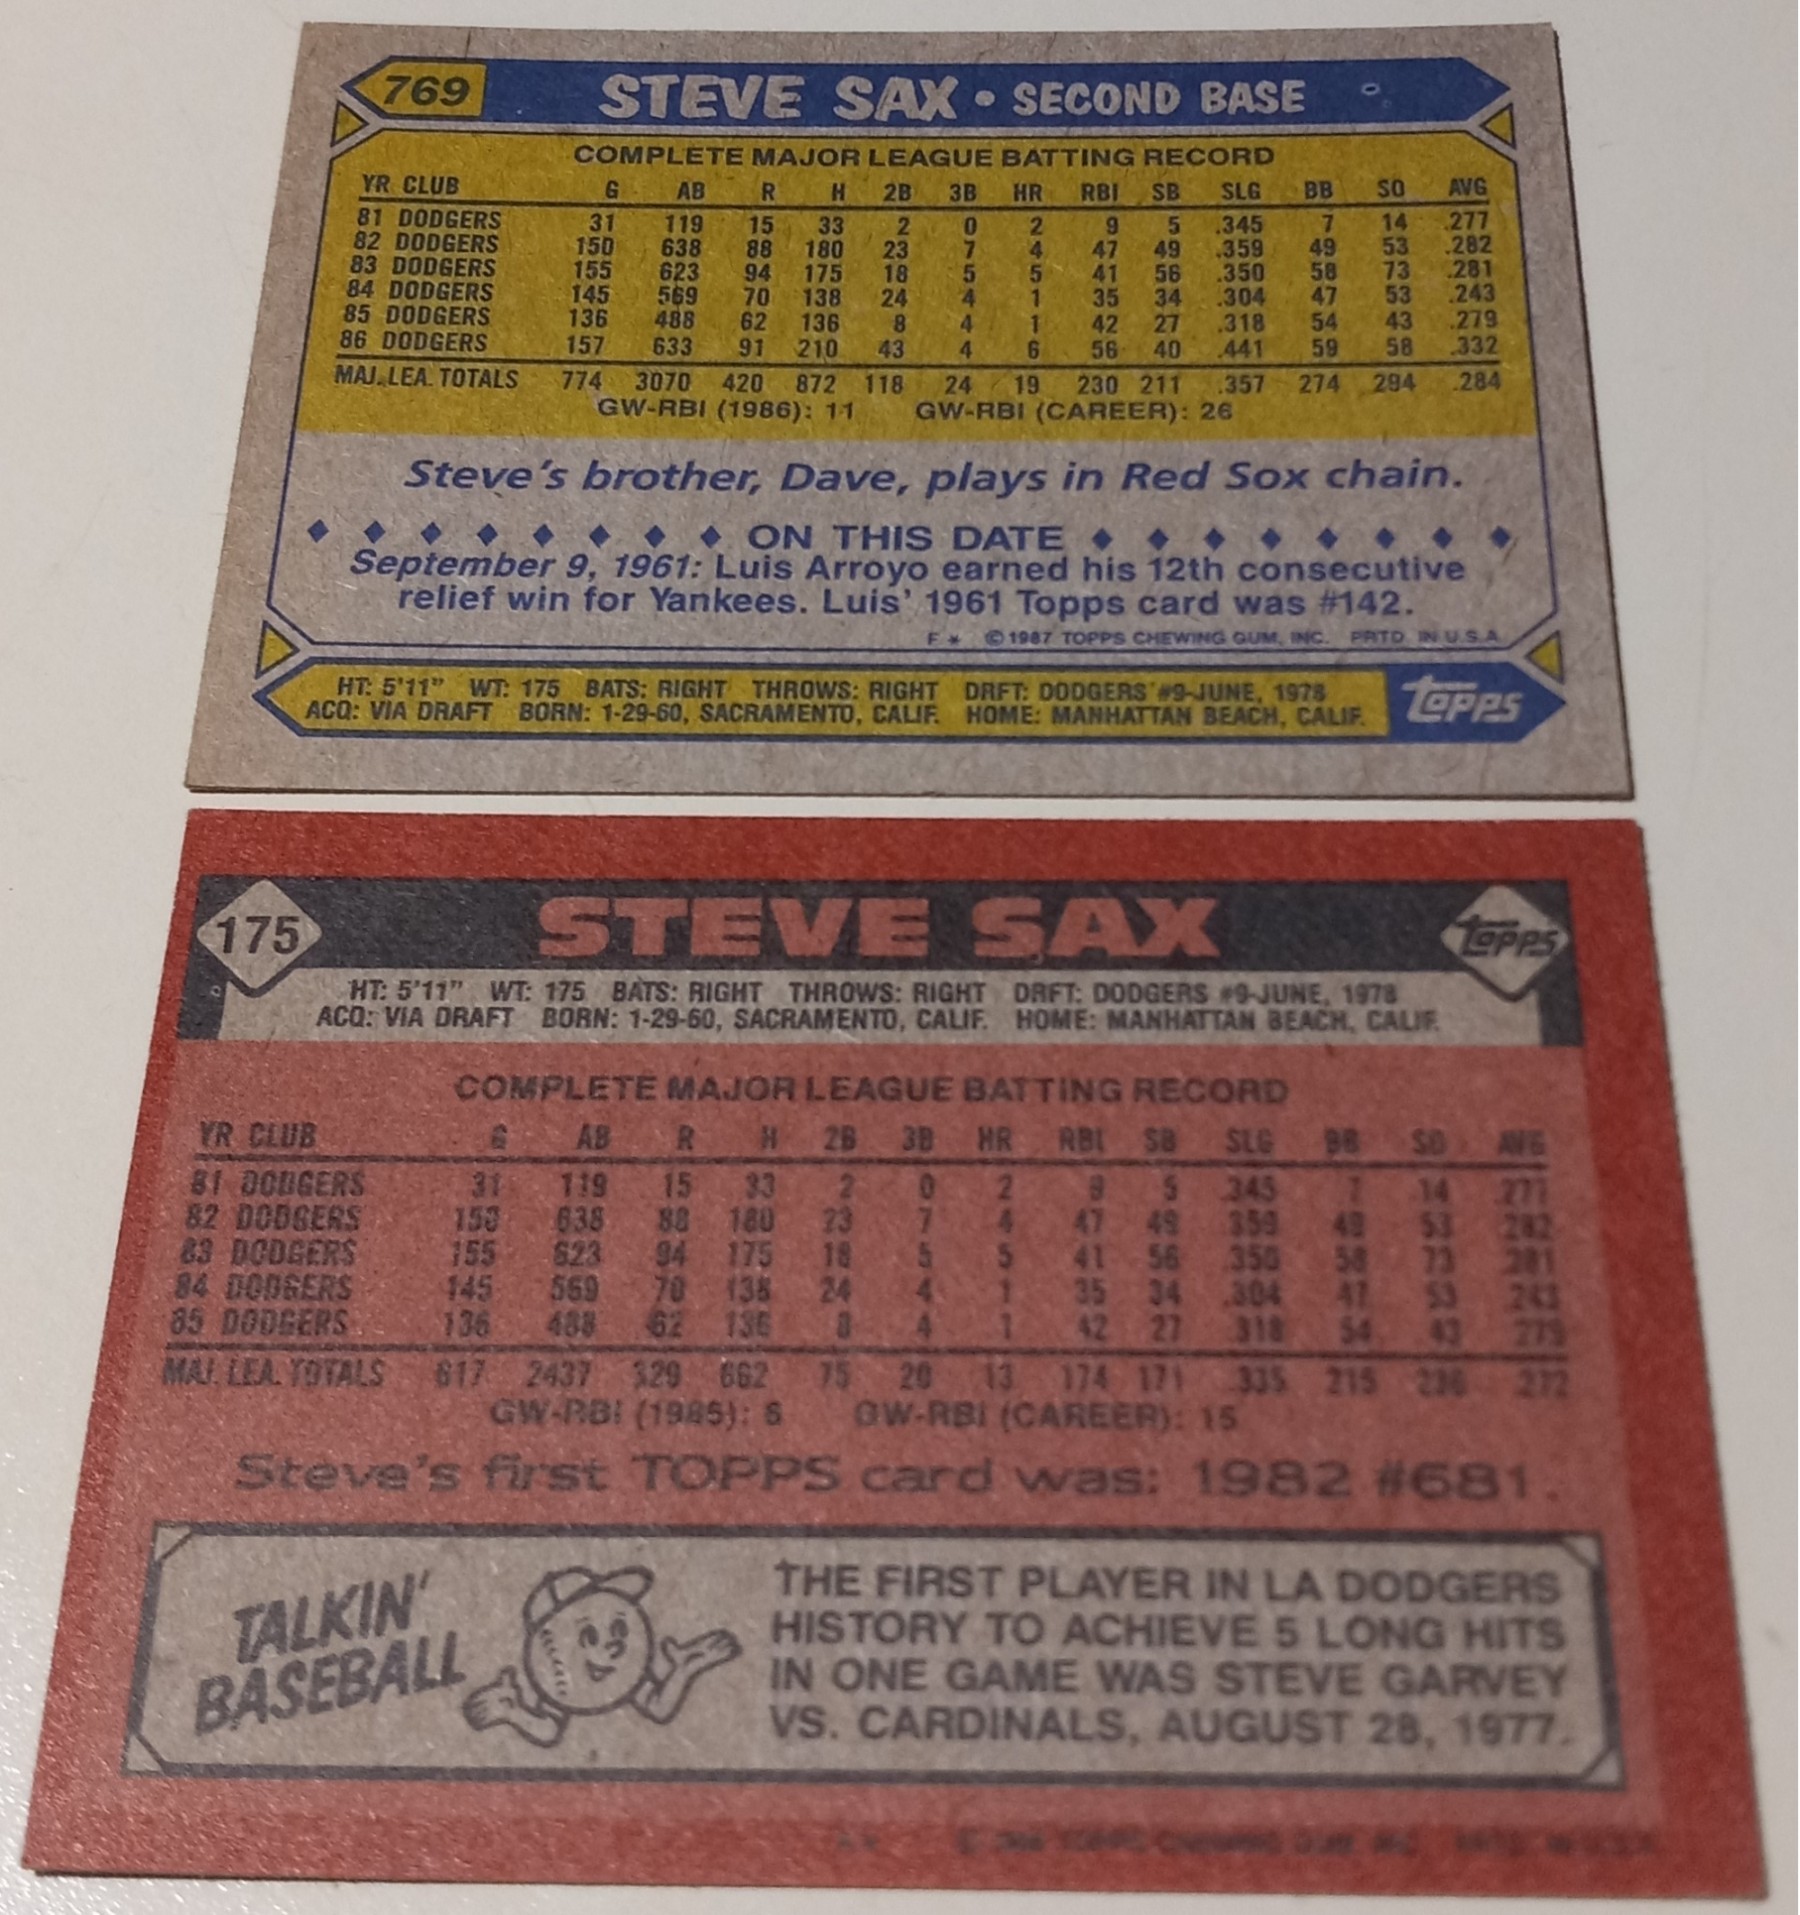 769
STEVE SAX • SECOND BASE
COMPLETE MAJOR LEAGUE BATTING RECORD
YR CLUB G AB R H 2B 3B HR RBI SB SLG BB SO AVG
81 DODGERS 31 119 15 33 2 0 2 9 5 .345 7 14 .277
82 DODGERS 150 638 88 180 23 7 4 47 49 .359 49 53 .282
83 DODGERS 155 623 94 175 18 5 5 41 56 .350 58 73 .281
84 DODGERS 145 569 70 138 24 4 1 35 34 .304 47 53 .243
85 DODGERS 136 488 62 136 8 4 1 42 27 .318 54 43 .279
86 DODGERS 157 633 91 210 43 4 6 56 40 .441 59 58 .332
MAJ. LEA. TOTALS 774 3070 420 872 118 24 19 230 211 .357 274 294 .284
GW-RBI (1986): 11 GW-RBI (CAREER): 26
Steve's brother, Dave, plays in Red Sox chain.
ON THIS DATE
September 9, 1961: Luis Arroyo earned his 12th consecutive
relief win for Yankees. Luis' 1961 Topps card was #142.
F * © 1987 TOPPS CHEWING GUM, INC. PRTD. IN U.S.A.
HT: 5'11" WT: 175 BATS: RIGHT THROWS: RIGHT DRFT: DODGERS #9-JUNE, 1978
ACQ: VIA DRAFT BORN: 1-29-60, SACRAMENTO, CALIF. HOME: MANHATTAN BEACH, CALIF.
TOPPS
175
STEVE SAX
TOPPS
HT: 5'11" WT: 175 BATS: RIGHT THROWS: RIGHT DRFT: DODGERS #9-JUNE, 1978
ACQ: VIA DRAFT BORN: 1-29-60, SACRAMENTO, CALIF. HOME: MANHATTAN BEACH, CALIF.
COMPLETE MAJOR LEAGUE BATTING RECORD
YR CLUB G AB R H 2B 3B HR RBI SB SLG BB SO AVG
81 DODGERS 31 119 15 33 2 0 2 9 5 .345 7 14 .277
82 DODGERS 150 638 88 180 23 7 4 47 49 .359 49 53 .282
83 DODGERS 155 623 94 175 18 5 5 41 56 .350 58 73 .281
84 DODGERS 145 569 70 138 24 4 1 35 34 .304 47 53 .243
85 DODGERS 136 488 62 136 8 4 1 42 27 .318 54 43 .279
MAJ. LEA. TOTALS 617 2437 329 662 75 20 13 174 171 .335 215 236 .272
GW-RBI (1985): 6 GW-RBI (CAREER): 15
Steve's first TOPPS card was: 1982 #681.
TALKIN'
BASEBALL
THE FIRST PLAYER IN LA DODGERS
HISTORY TO ACHIEVE 5 LONG HITS
IN ONE GAME WAS STEVE GARVEY
VS. CARDINALS, AUGUST 28, 1977.
TOPPS CHEWING GUM, INC.